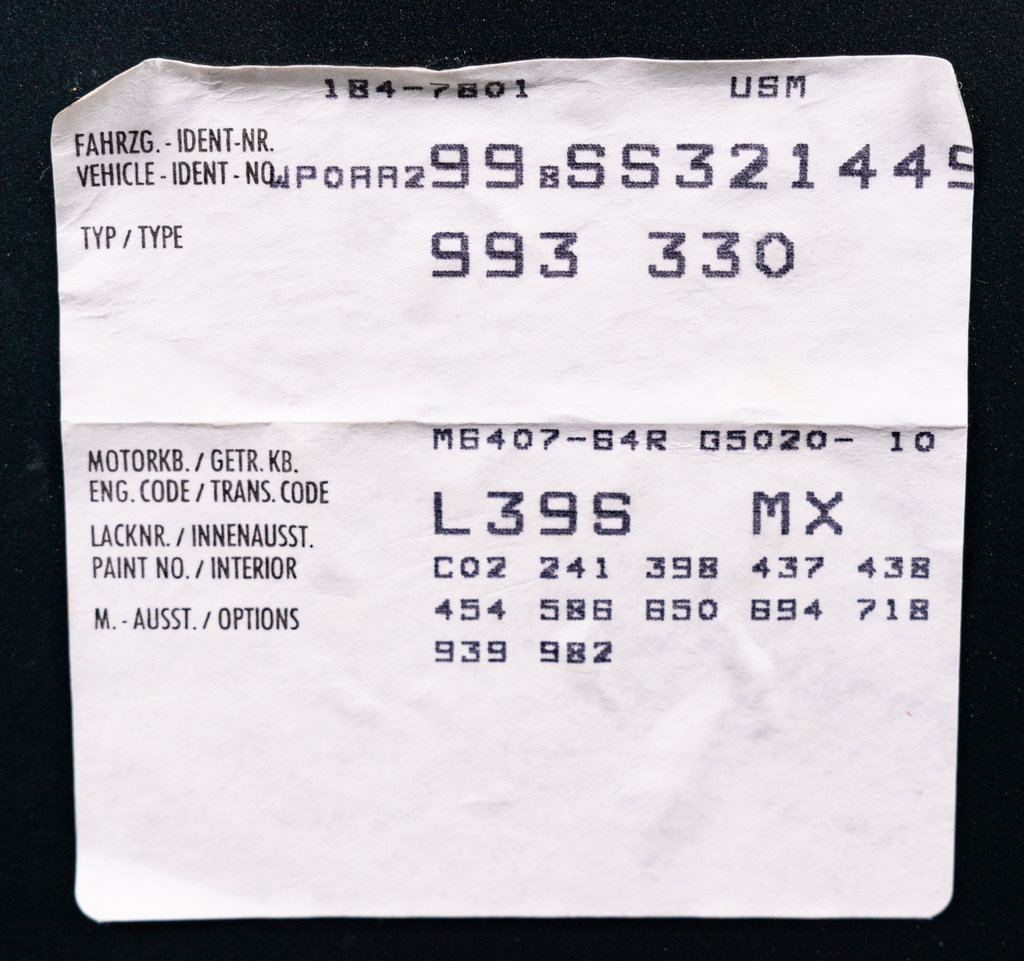 184-7801 USM
FAHRZG. - IDENT-NR.
VEHICLE - IDENT - NO. WP0AA2998SS321449
TYP / TYPE 993 330
M6407-64R G5020- 10
MOTORKB. / GETR. KB.
ENG. CODE / TRANS. CODE
LACKNR. / INNENAUSST. L39S MX
PAINT NO. / INTERIOR C02 241 398 437 438
M. - AUSST. / OPTIONS 454 586 650 694 718
939 982